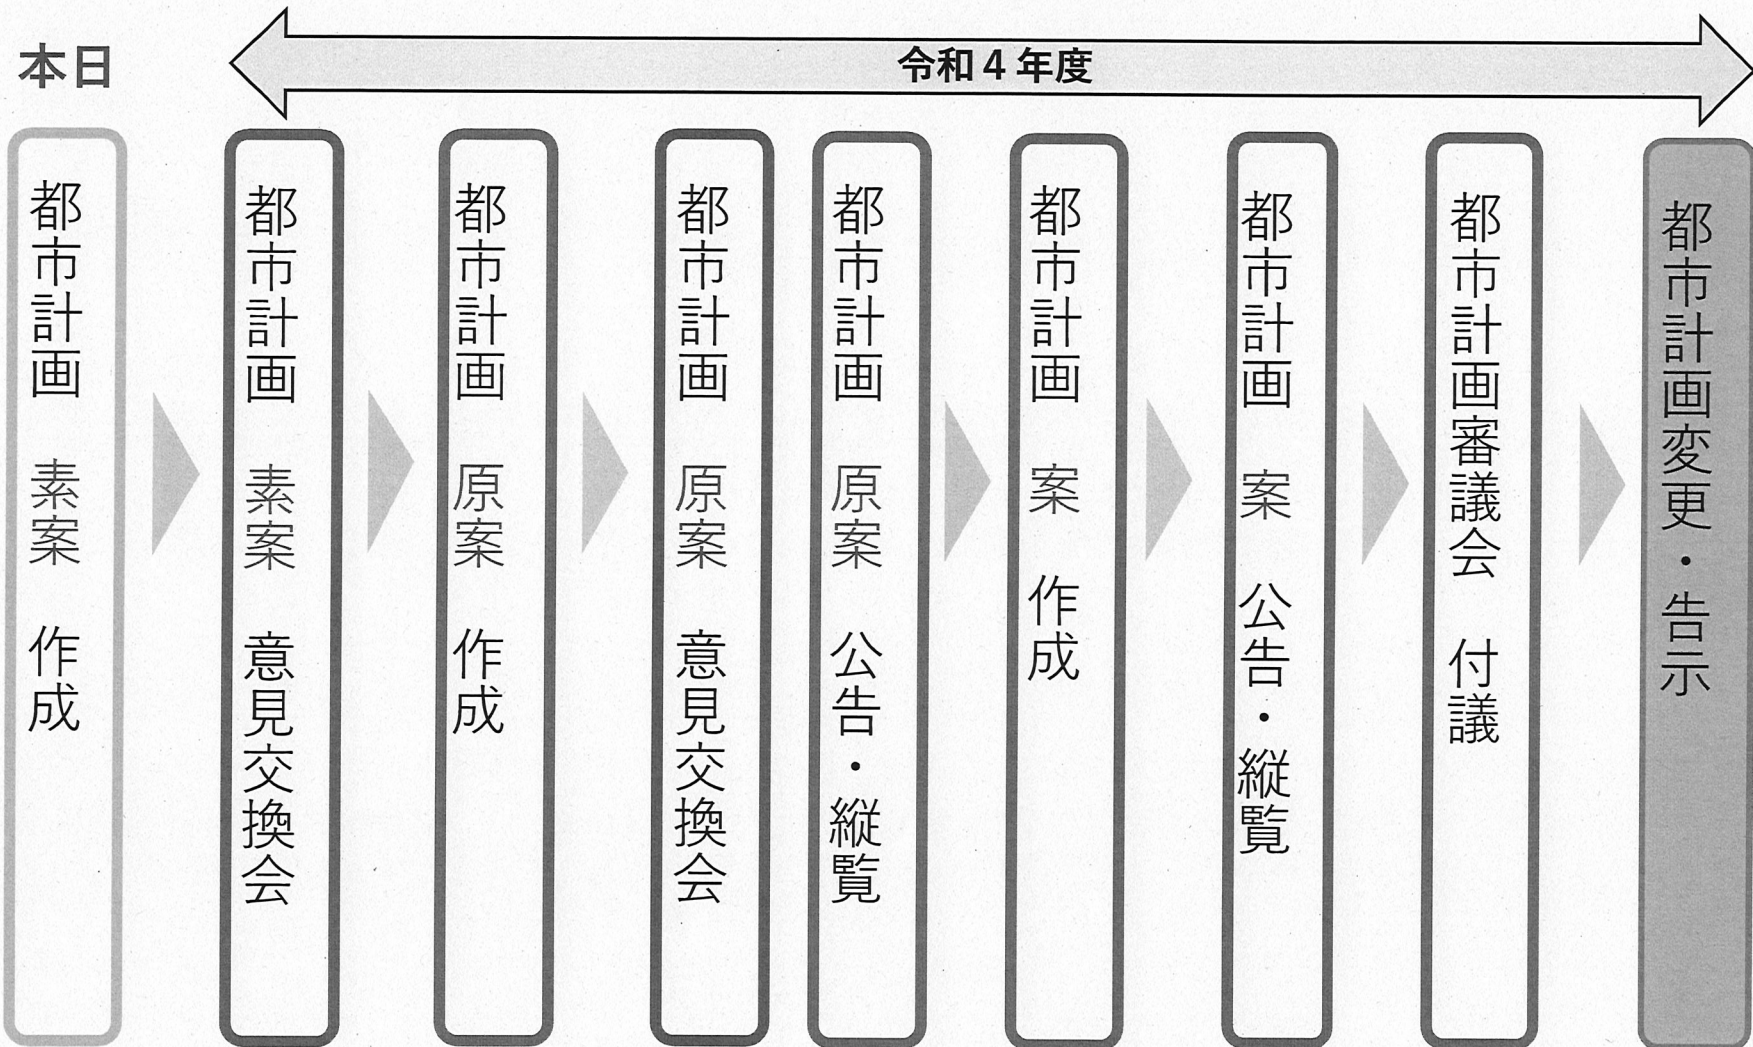 本日
令和4年度
都市計画 素案 作成
都市計画 素案 意見交換会
都市計画 原案 作成
都市計画 原案 意見交換会
都市計画 原案 公告・縦覧
都市計画 案 作成
都市計画 案 公告・縦覧
都市計画審議会 付議
都市計画変更・告示